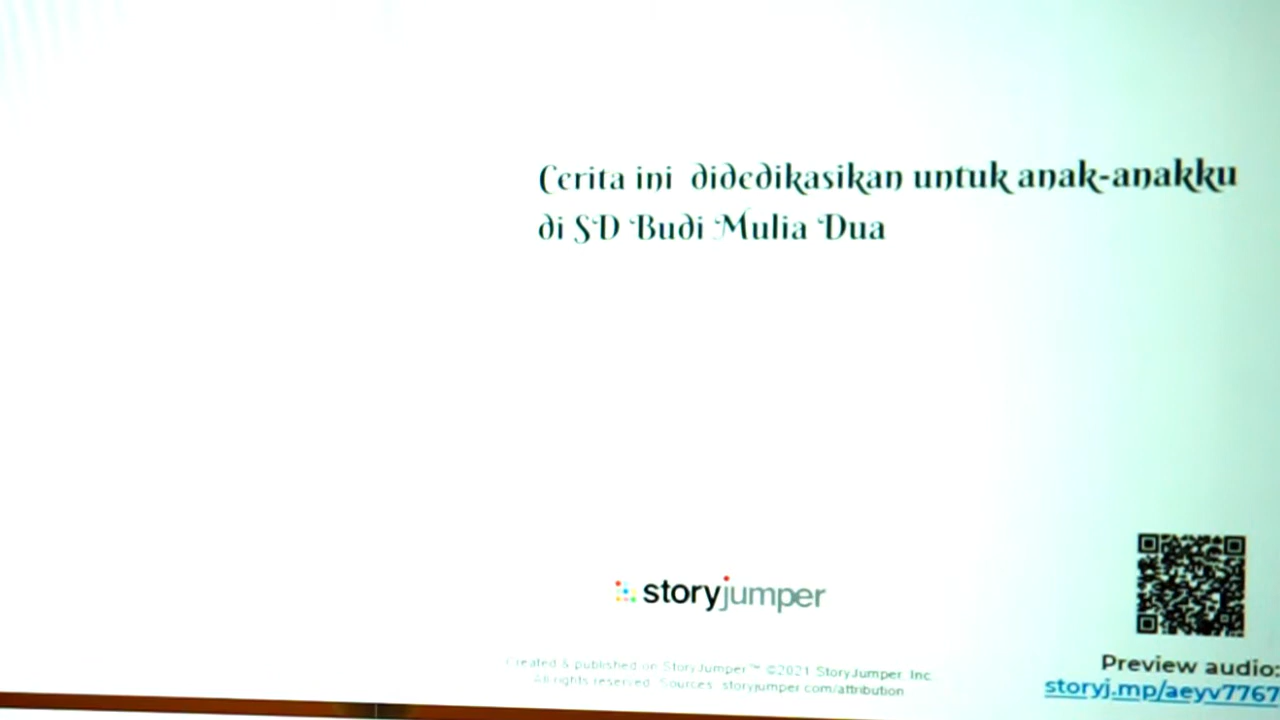 Cerita ini didedikasikan untuk anak-anakku
di SD Budi Mulia Dua
storyjumper
Created & published on StoryJumper™ ©2021 StoryJumper, Inc.
All rights reserved. Sources: storyjumper.com/attribution
Preview audio:
storyj.mp/aeyv7767